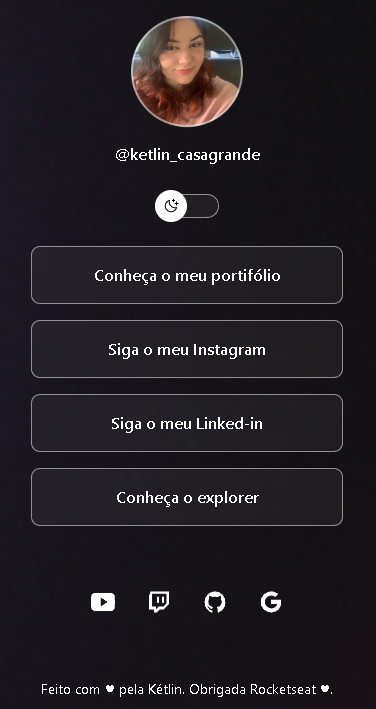 @ketlin_casagrande
Conheça o meu portifólio
Siga o meu Instagram
Siga o meu Linked-in
Conheça o explorer
Feito com ♥ pela Kétlin. Obrigada Rocketseat ♥.